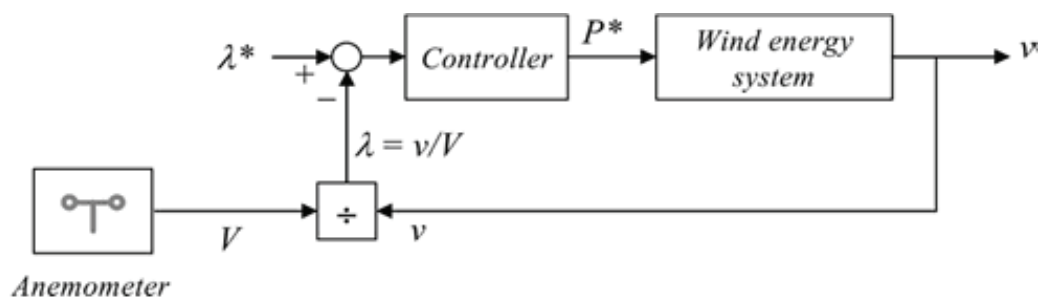 λ*
+
−
Controller
P*
Wind energy
system
v
λ = v/V
V
÷
v
Anemometer